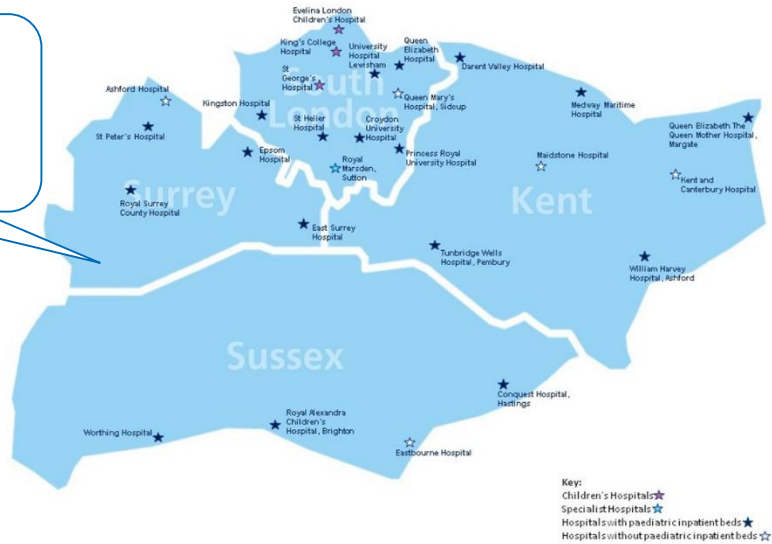 Evelina London
Children's Hospital
King's College
Hospital
University
Hospital
Lewisham
Queen
Elizabeth
Hospital
Darent Valley Hospital
St
George's
Hospital
South
London
Ashford Hospital
Queen Mary's
Hospital, Sidcup
Medway Maritime
Hospital
Kingston Hospital
St Helier
Hospital
Croydon
University
Hospital
St Peter's Hospital
Queen Elizabeth The
Queen Mother Hospital,
Margate
Epsom
Hospital
Princess Royal
University Hospital
Maidstone Hospital
Royal
Marsden,
Sutton
Kent and
Canterbury Hospital
Surrey
Royal Surrey
County Hospital
Kent
East Surrey
Hospital
Tunbridge Wells
Hospital, Pembury
William Harvey
Hospital, Ashford
Sussex
Conquest Hospital,
Hastings
Royal Alexandra
Children's
Hospital, Brighton
Worthing Hospital
Eastbourne Hospital
Key:
Children's Hospitals
Specialist Hospitals
Hospitals with paediatric inpatient beds
Hospitals without paediatric inpatient beds